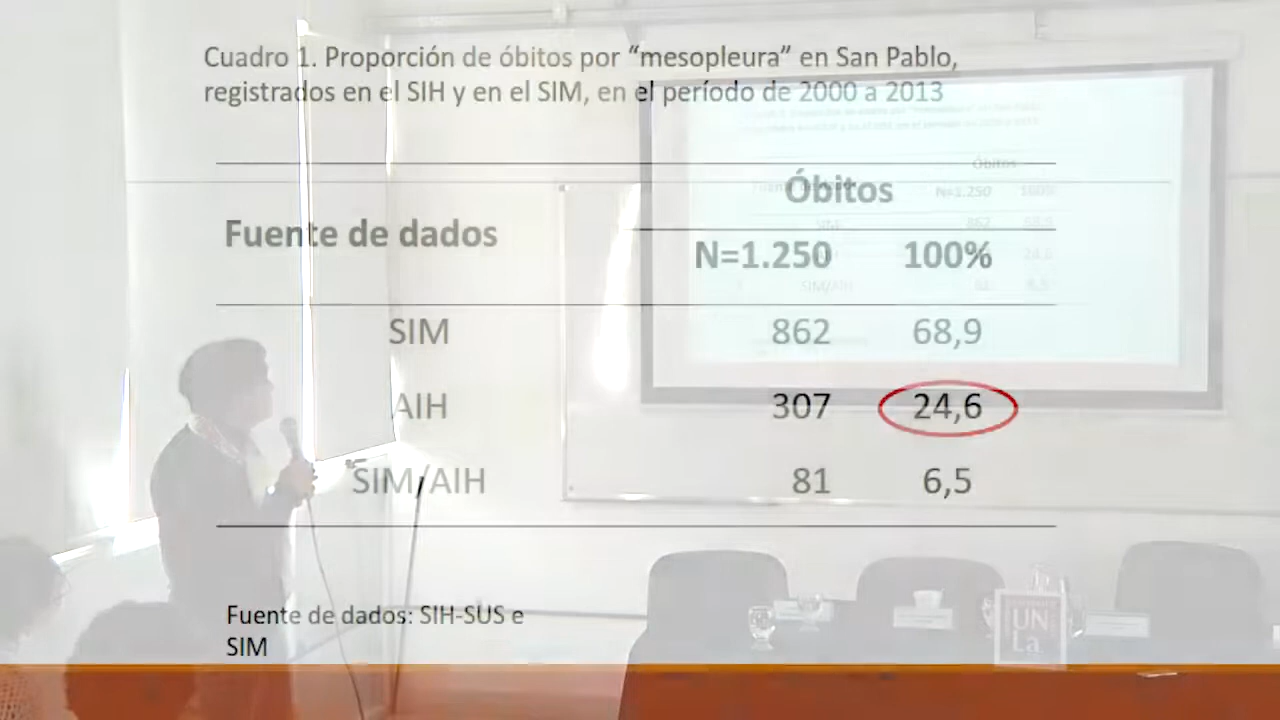 Cuadro 1. Proporción de óbitos por “mesopleura” en San Pablo,
registrados en el SIH y en el SIM, en el período de 2000 a 2013
Óbitos
Fuente de dados
N=1.250 100%
SIM 862 68,9
AIH 307 24,6
SIM/AIH 81 6,5
Fuente de dados: SIH-SUS e
SIM
UN
La